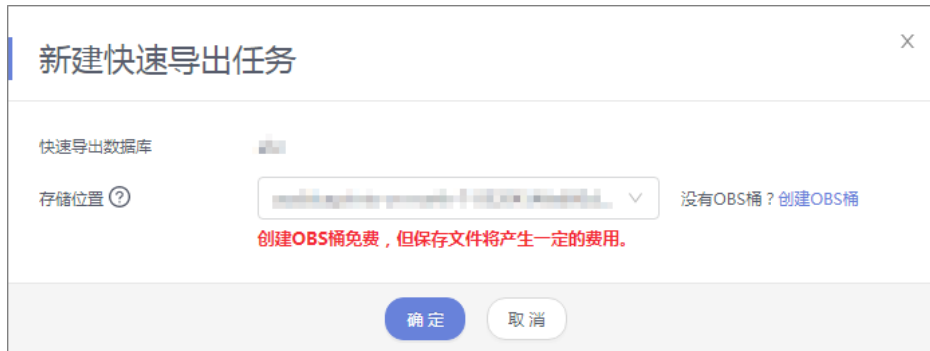 新建快速导出任务
快速导出数据库
存储位置 ? 没有OBS桶？创建OBS桶
创建OBS桶免费，但保存文件将产生一定的费用。
确定 取消